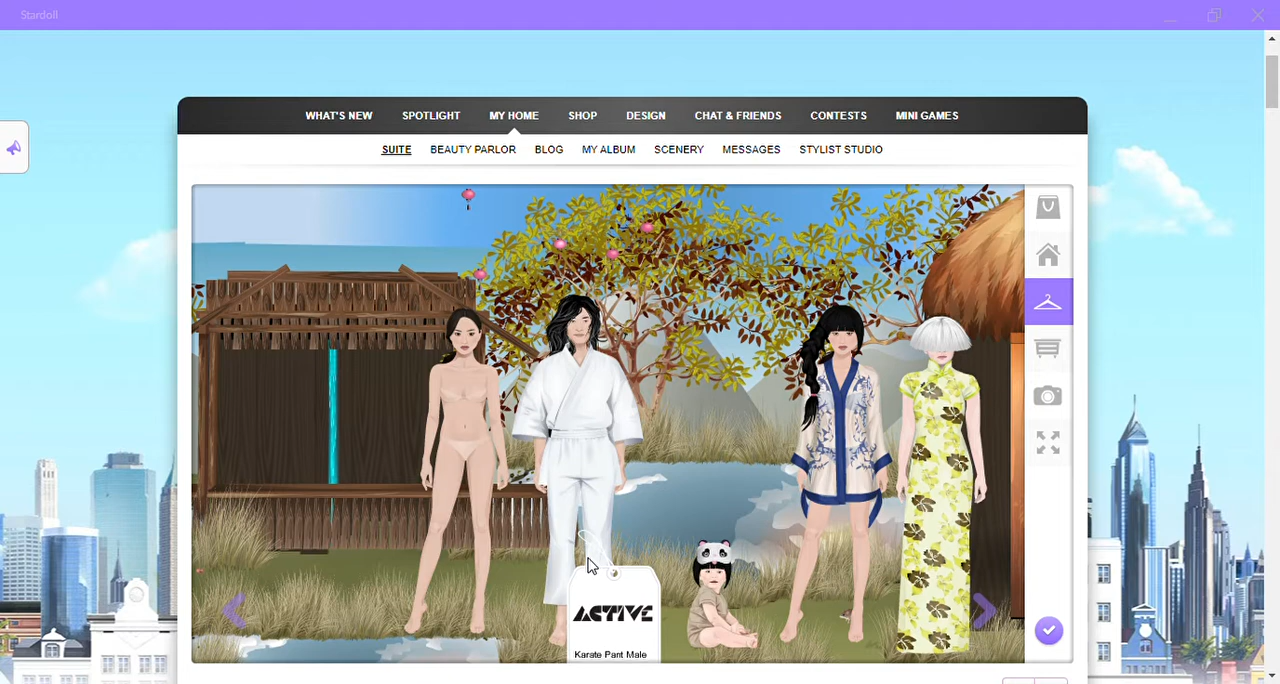 Stardoll
WHAT'S NEW SPOTLIGHT MY HOME SHOP DESIGN CHAT & FRIENDS CONTESTS MINI GAMES
SUITE BEAUTY PARLOR BLOG MY ALBUM SCENERY MESSAGES STYLIST STUDIO
ACTIVE
Karate Pant Male